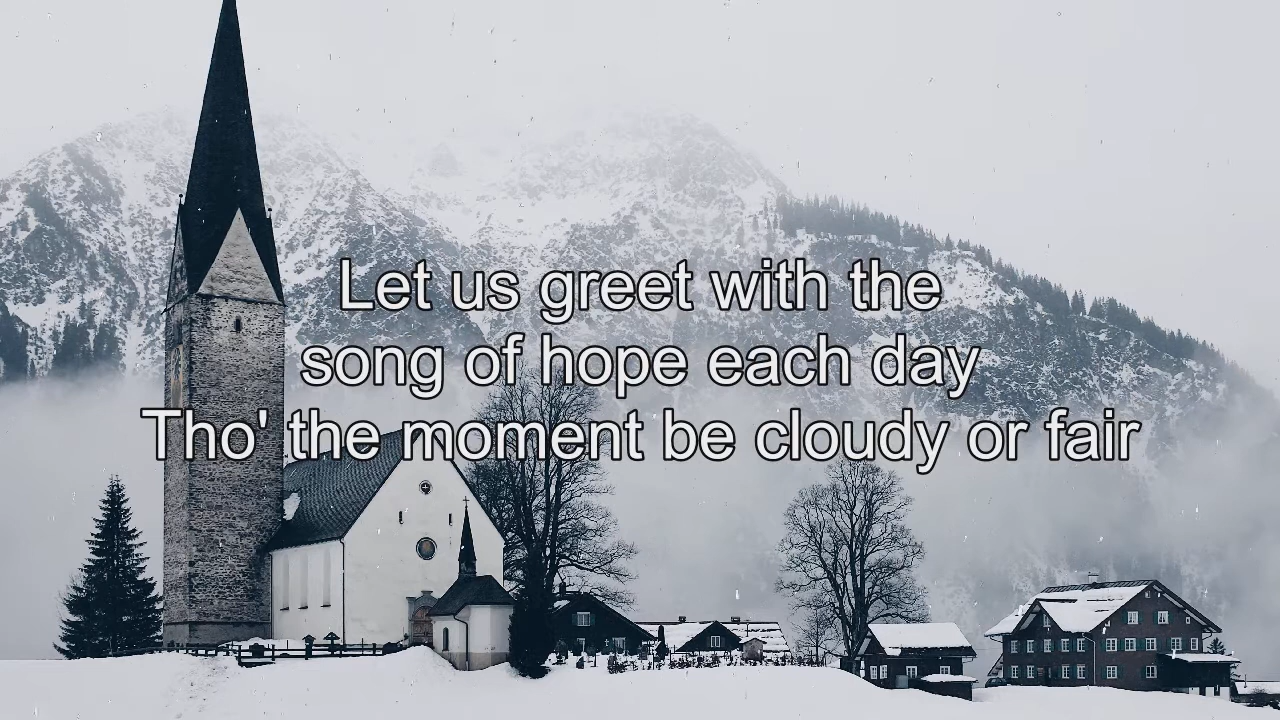 Let us greet with the
song of hope each day
Tho' the moment be cloudy or fair